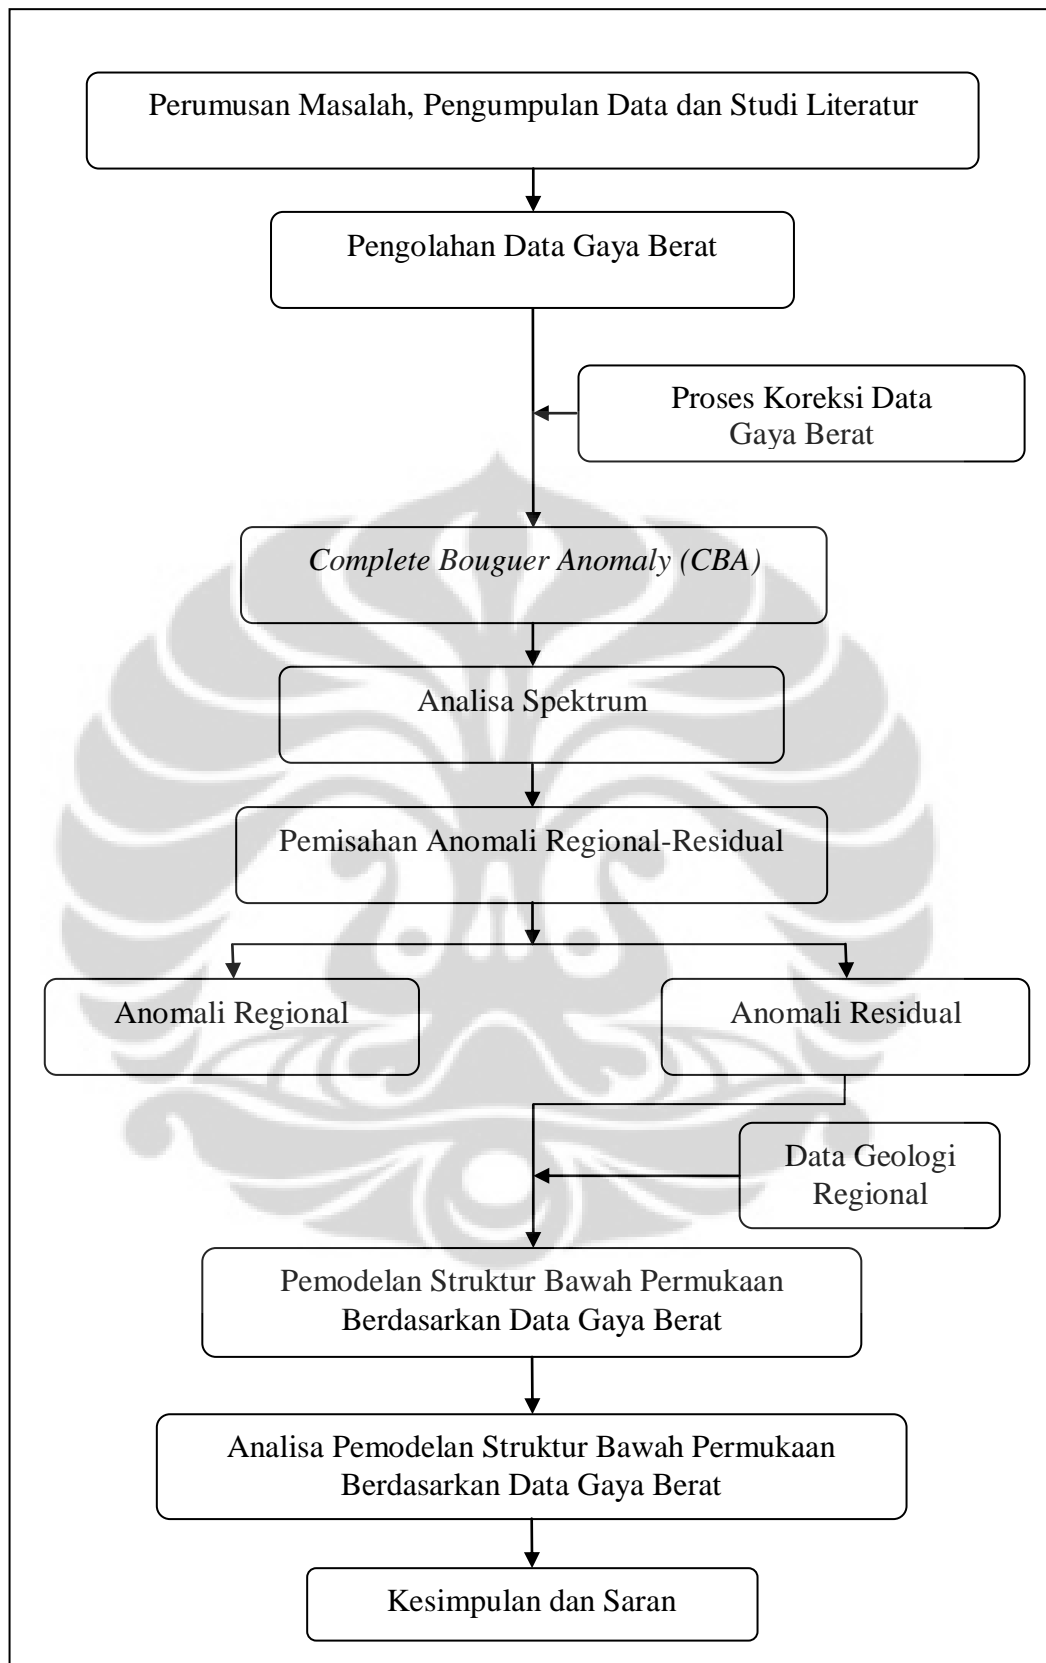 Perumusan Masalah, Pengumpulan Data dan Studi Literatur
Pengolahan Data Gaya Berat
Proses Koreksi Data
Gaya Berat
Complete Bouguer Anomaly (CBA)
Analisa Spektrum
Pemisahan Anomali Regional-Residual
Anomali Regional
Anomali Residual
Data Geologi
Regional
Pemodelan Struktur Bawah Permukaan
Berdasarkan Data Gaya Berat
Analisa Pemodelan Struktur Bawah Permukaan
Berdasarkan Data Gaya Berat
Kesimpulan dan Saran